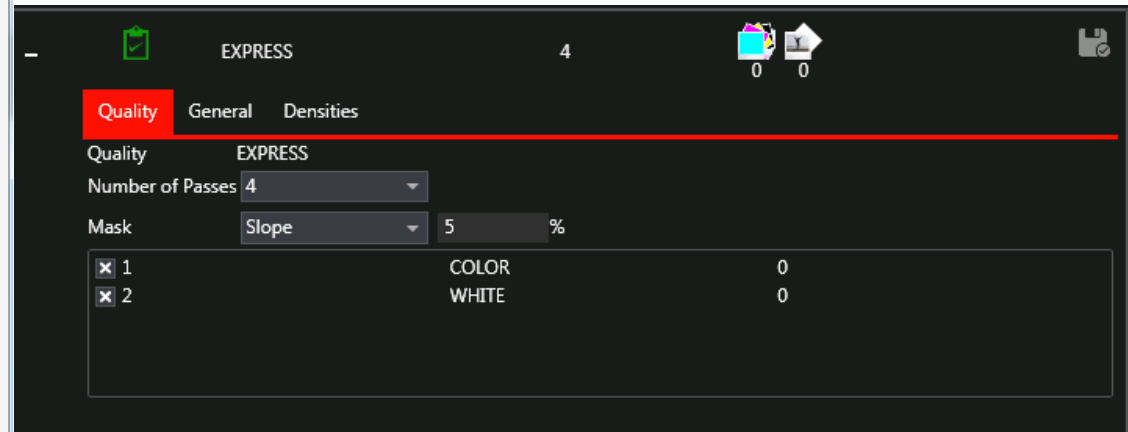 EXPRESS 4
0 0
Quality General Densities
Quality EXPRESS
Number of Passes 4
Mask Slope 5 %
1 COLOR 0
2 WHITE 0